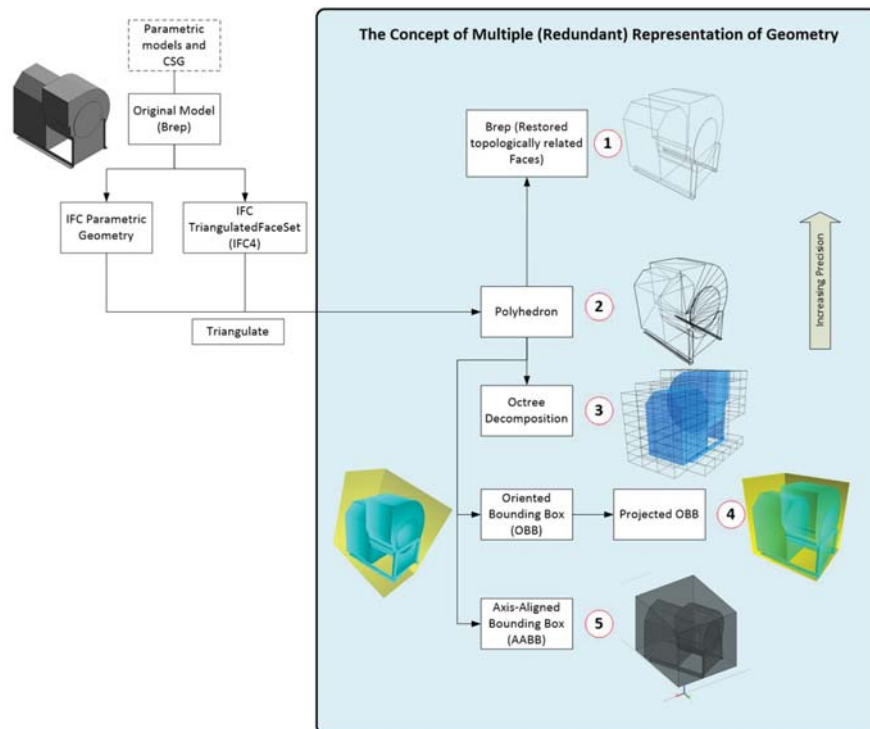 The Concept of Multiple (Redundant) Representation of Geometry
Parametric
models and
CSG
Original Model
(Brep)
IFC Parametric
Geometry
IFC
TriangulatedFaceSet
(IFC4)
Triangulate
Brep (Restored
topologically related
Faces)
1
Increasing Precision
Polyhedron
2
Octree
Decomposition
3
Oriented
Bounding Box
(OBB)
Projected OBB
4
Axis-Aligned
Bounding Box
(AABB)
5